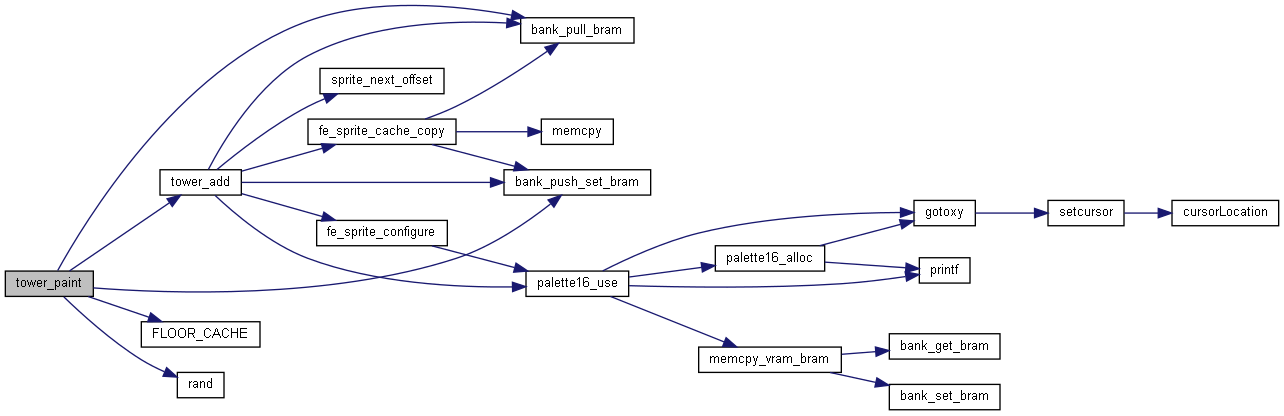 bank_pull_bram
sprite_next_offset
fe_sprite_cache_copy
memcpy
tower_add
bank_push_set_bram
fe_sprite_configure
gotoxy
setcursor
cursorLocation
palette16_alloc
printf
tower_paint
palette16_use
FLOOR_CACHE
memcpy_vram_bram
bank_get_bram
rand
bank_set_bram